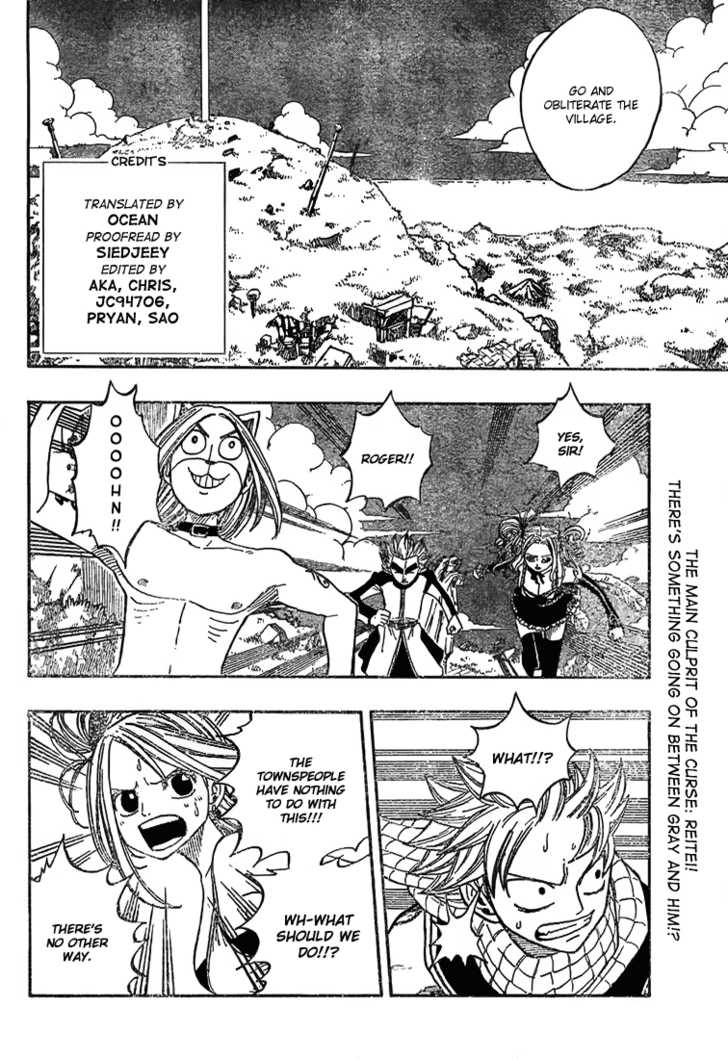 GO AND
OBLITERATE THE
VILLAGE.
CREDITS
TRANSLATED BY
OCEAN
PROOFREAD BY
SIEDJEEY
EDITED BY
AKA, CHRIS,
JC94706,
PRYAN, SAO
YES,
SIR!
ROGER!!
OOOOHN!!
THE MAIN CULPRIT OF THE CURSE: REITEI!
THERE'S SOMETHING GOING ON BETWEEN GRAY AND HIM!?
WHAT!!?
THE
TOWNSPEOPLE
HAVE NOTHING
TO DO WITH
THIS!!!
WH-WHAT
SHOULD WE
DO!!?
THERE'S
NO OTHER
WAY.